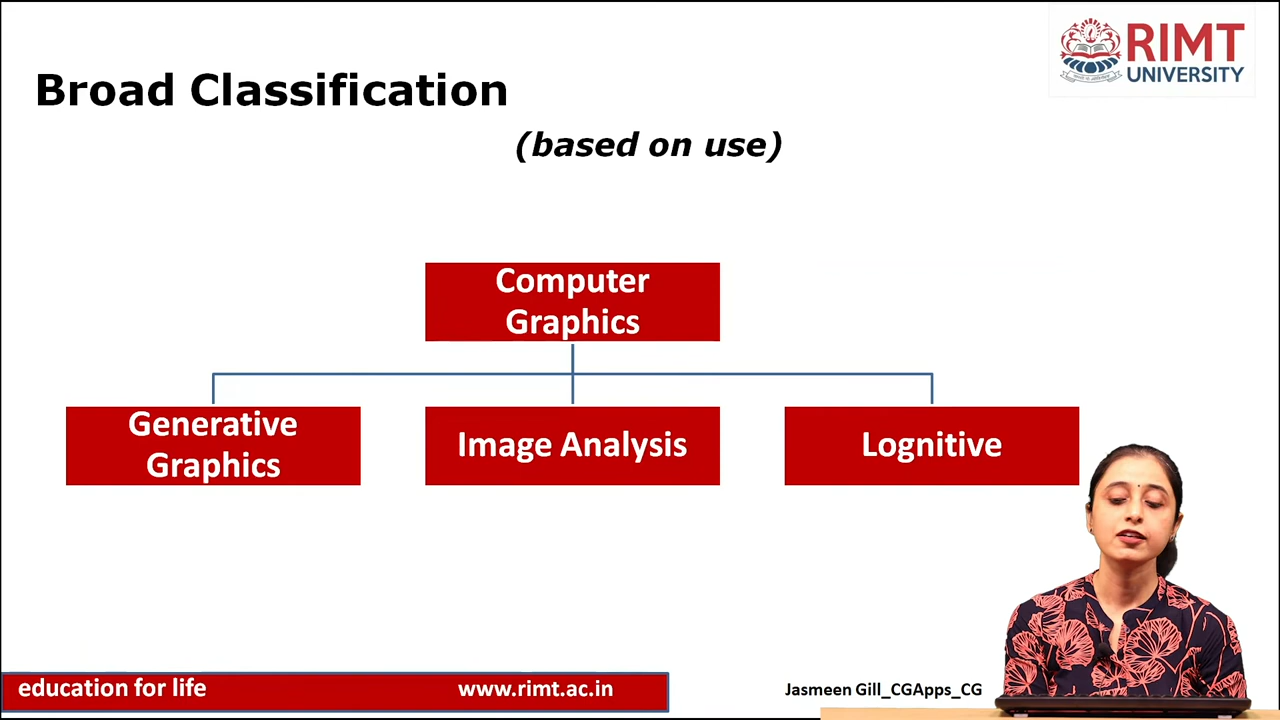 RIMT
UNIVERSITY
Broad Classification
(based on use)
Computer
Graphics
Generative
Graphics
Image Analysis
Lognitive
education for life
www.rimt.ac.in
Jasmeen Gill_CGApps_CG